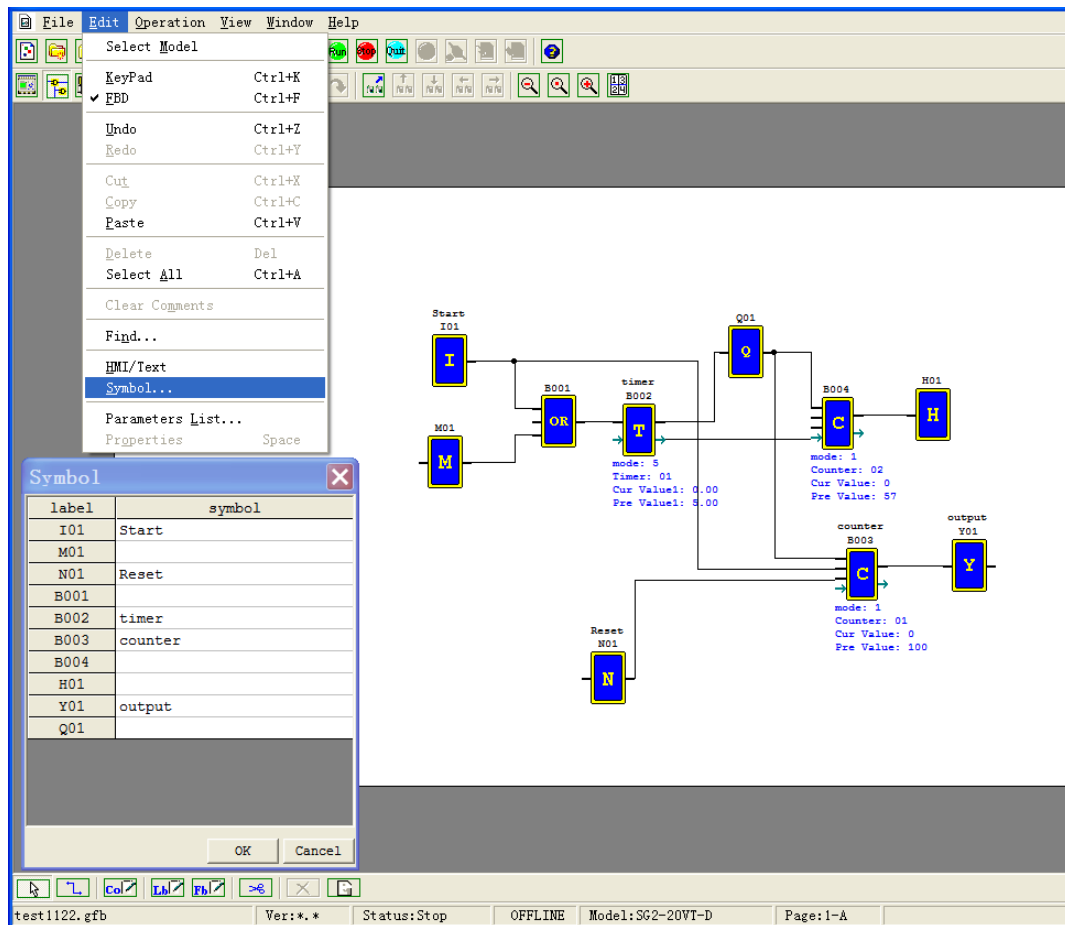 File Edit Operation View Window Help
Select Model
Run Stop Quit
KeyPad Ctrl+K
FBD Ctrl+F
Undo Ctrl+Z
Redo Ctrl+Y
Cut Ctrl+X
Copy Ctrl+C
Paste Ctrl+V
Delete Del
Select All Ctrl+A
Clear Comments
Find...
HMI/Text
Symbol...
Parameters List...
Properties Space
Start
I01
I
M01
M
B001
OR
timer
B002
T
mode: 5
Timer: 01
Cur Value1: 0.00
Pre Value1: 5.00
Q01
Q
B004
C
mode: 1
Counter: 02
Cur Value: 0
Pre Value: 57
H01
H
counter
B003
C
mode: 1
Counter: 01
Cur Value: 0
Pre Value: 100
output
Y01
Y
Reset
N01
N
Symbol
label symbol
I01 Start
M01
N01 Reset
B001
B002 timer
B003 counter
B004
H01
Y01 output
Q01
OK Cancel
Co Lb Fb
test1122.gfb Ver:*.* Status:Stop OFFLINE Model:SG2-20VT-D Page:1-A